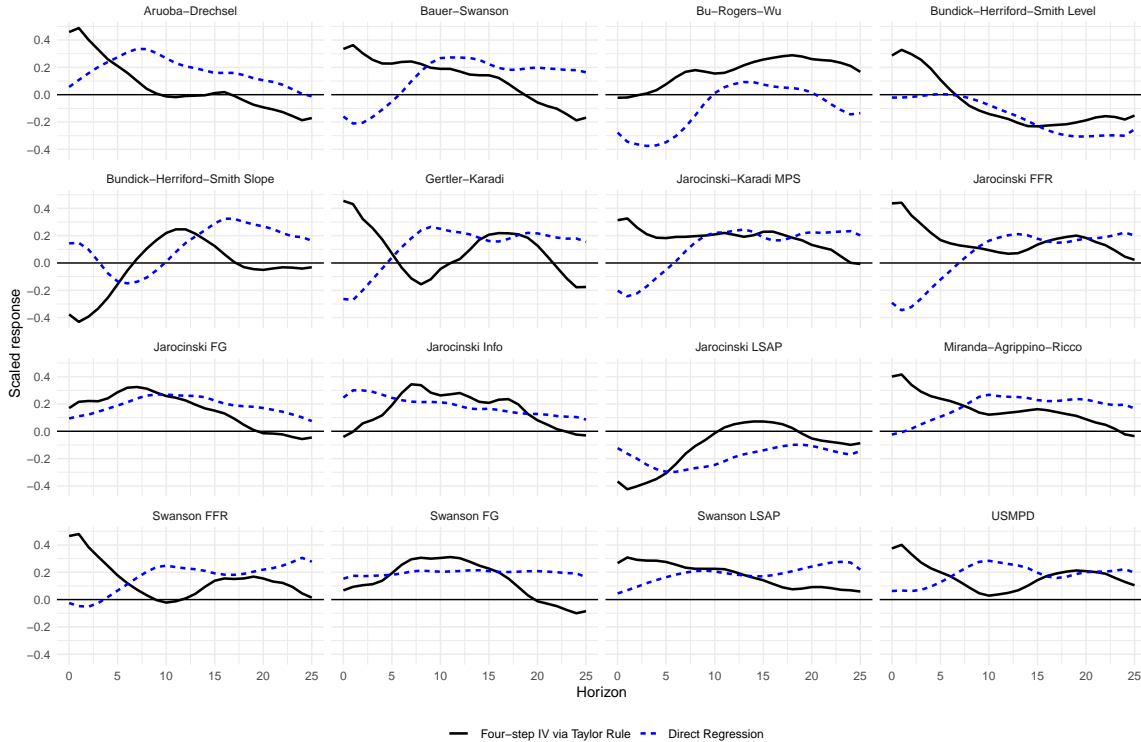 Aruoba−Drechsel Bauer−Swanson Bu−Rogers−Wu Bundick−Herriford−Smith Level
0.4
0.2
0.0
−0.2
−0.4
Bundick−Herriford−Smith Slope Gertler−Karadi Jarocinski−Karadi MPS Jarocinski FFR
0.4
0.2
0.0
−0.2
−0.4
Scaled response
Jarocinski FG Jarocinski Info Jarocinski LSAP Miranda−Agrippino−Ricco
0.4
0.2
0.0
−0.2
−0.4
Swanson FFR Swanson FG Swanson LSAP USMPD
0.4
0.2
0.0
−0.2
−0.4
0 5 10 15 20 25 0 5 10 15 20 25 0 5 10 15 20 25 0 5 10 15 20 25
Horizon
Four−step IV via Taylor Rule Direct Regression